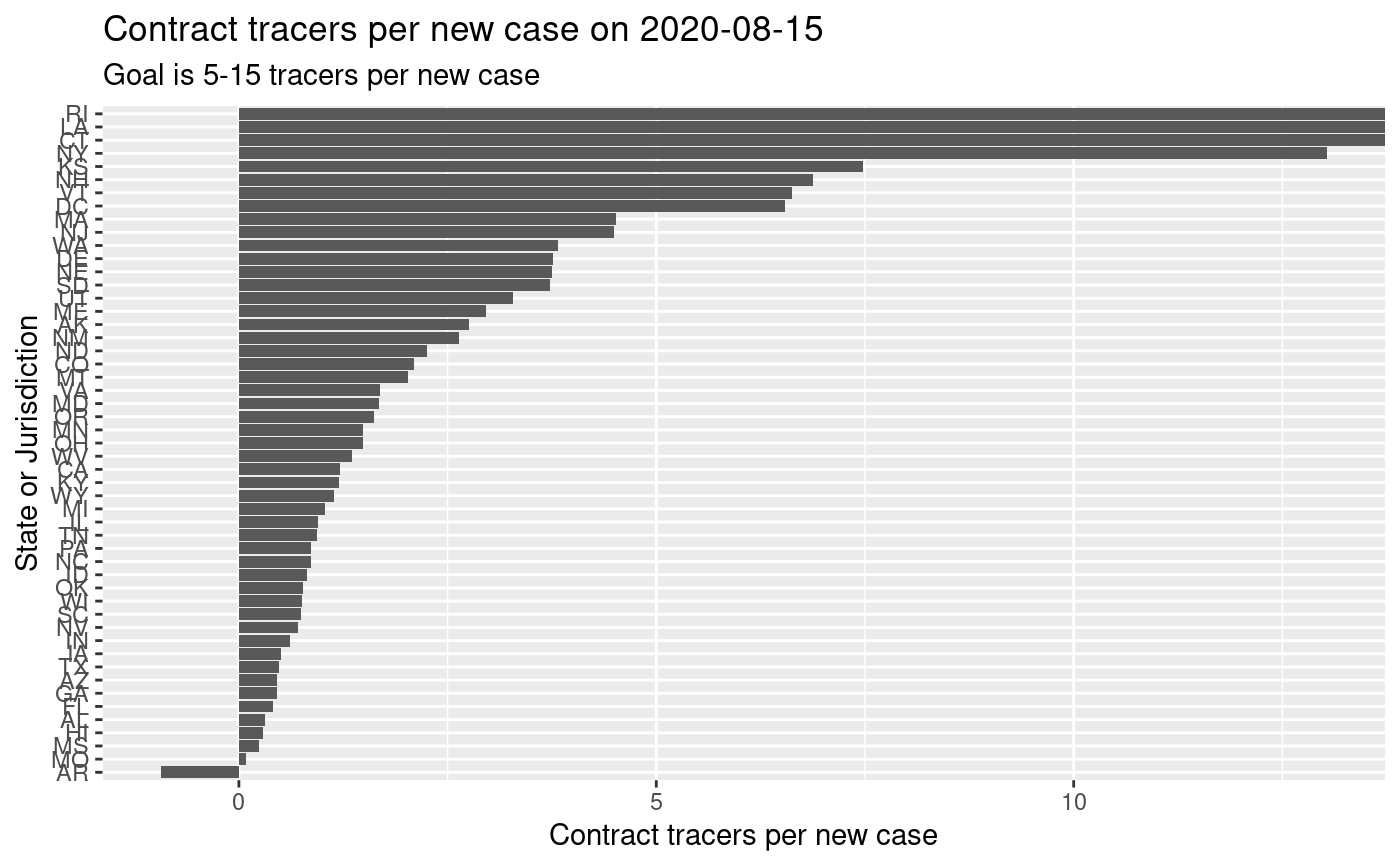 Contract tracers per new case on 2020-08-15
Goal is 5-15 tracers per new case
RI
LA
CT
NY
KS
NH
VT
DC
MA
NJ
WA
DE
NE
SD
UT
ME
AK
NM
ND
CO
MT
VA
MD
OR
MN
OH
WV
CA
KY
WY
MI
IL
TN
PA
NC
ID
OK
WI
SC
NV
IN
IA
TX
AZ
GA
FL
AL
HI
MS
MO
AR
State or Jurisdiction
0 5 10
Contract tracers per new case